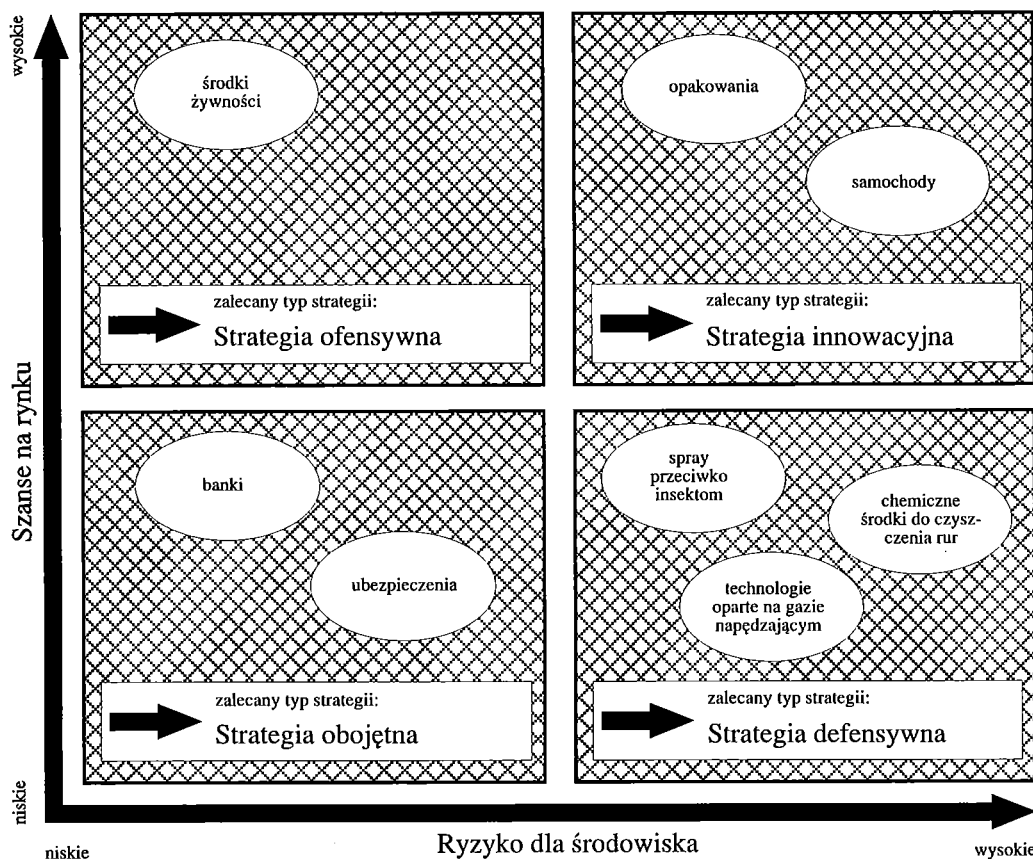 wysokie
Szanse na rynku
niskie
środki
żywności
zalecany typ strategii:
Strategia ofensywna
opakowania
samochody
zalecany typ strategii:
Strategia innowacyjna
banki
ubezpieczenia
zalecany typ strategii:
Strategia obojętna
spray
przeciwko
insektom
chemiczne
środki do czysz-
czenia rur
technologie
oparte na gazie
napędzającym
zalecany typ strategii:
Strategia defensywna
niskie
Ryzyko dla środowiska
wysokie